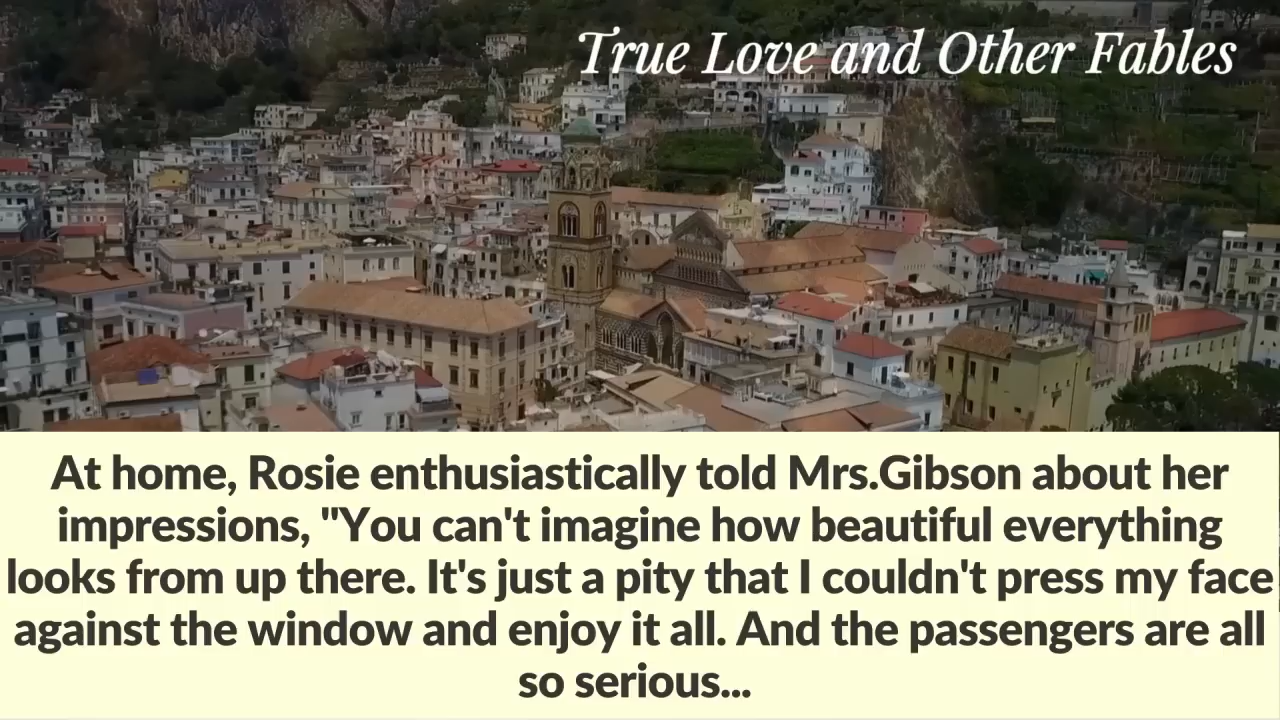 True Love and Other Fables
At home, Rosie enthusiastically told Mrs.Gibson about her
impressions, "You can't imagine how beautiful everything
looks from up there. It's just a pity that I couldn't press my face
against the window and enjoy it all. And the passengers are all
so serious...